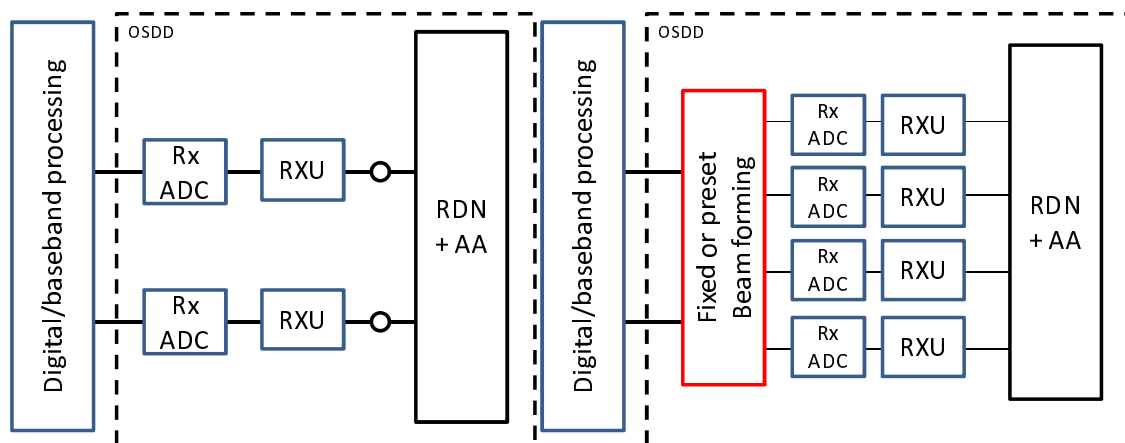 OSDD
Digital/baseband processing
Rx
ADC
RXU
Rx
ADC
RXU
RDN
+ AA
OSDD
Digital/baseband processing
Fixed or preset
Beam forming
Rx
ADC
RXU
Rx
ADC
RXU
Rx
ADC
RXU
Rx
ADC
RXU
RDN
+ AA